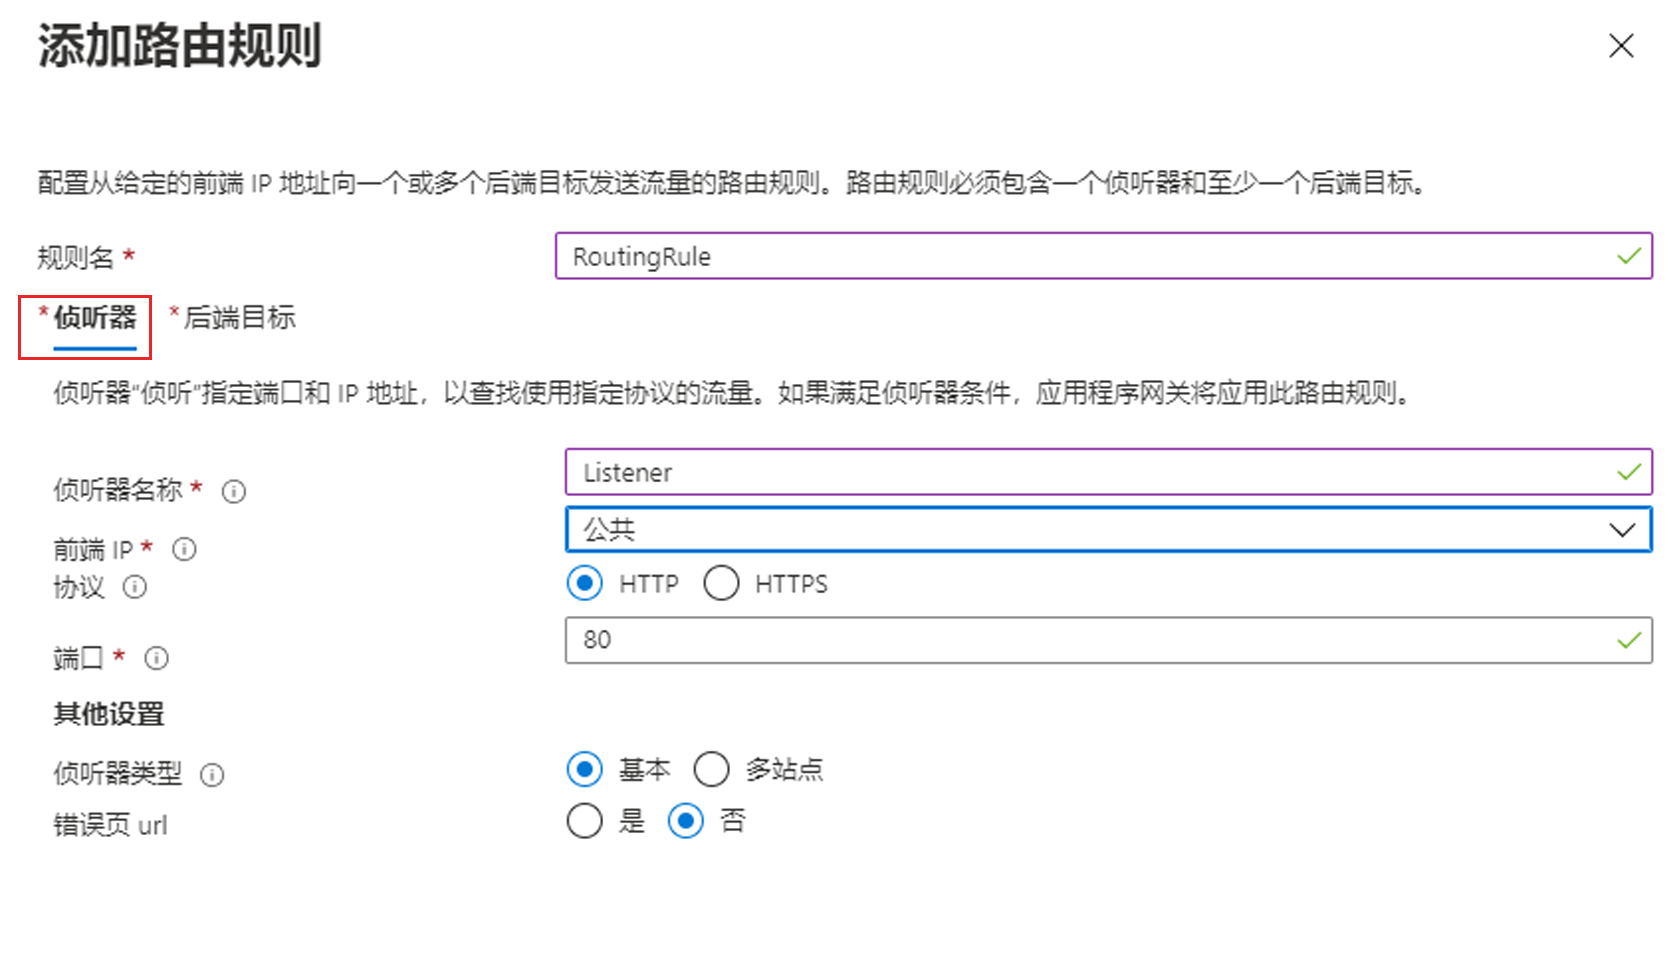 添加路由规则
配置从给定的前端 IP 地址向一个或多个后端目标发送流量的路由规则。路由规则必须包含一个侦听器和至少一个后端目标。
规则名 * RoutingRule
* 侦听器 * 后端目标
侦听器“侦听”指定端口和 IP 地址，以查找使用指定协议的流量。如果满足侦听器条件，应用程序网关将应用此路由规则。
侦听器名称 * Listener
前端 IP * 公共
协议 HTTP HTTPS
端口 * 80
其他设置
侦听器类型 基本 多站点
错误页 url 是 否